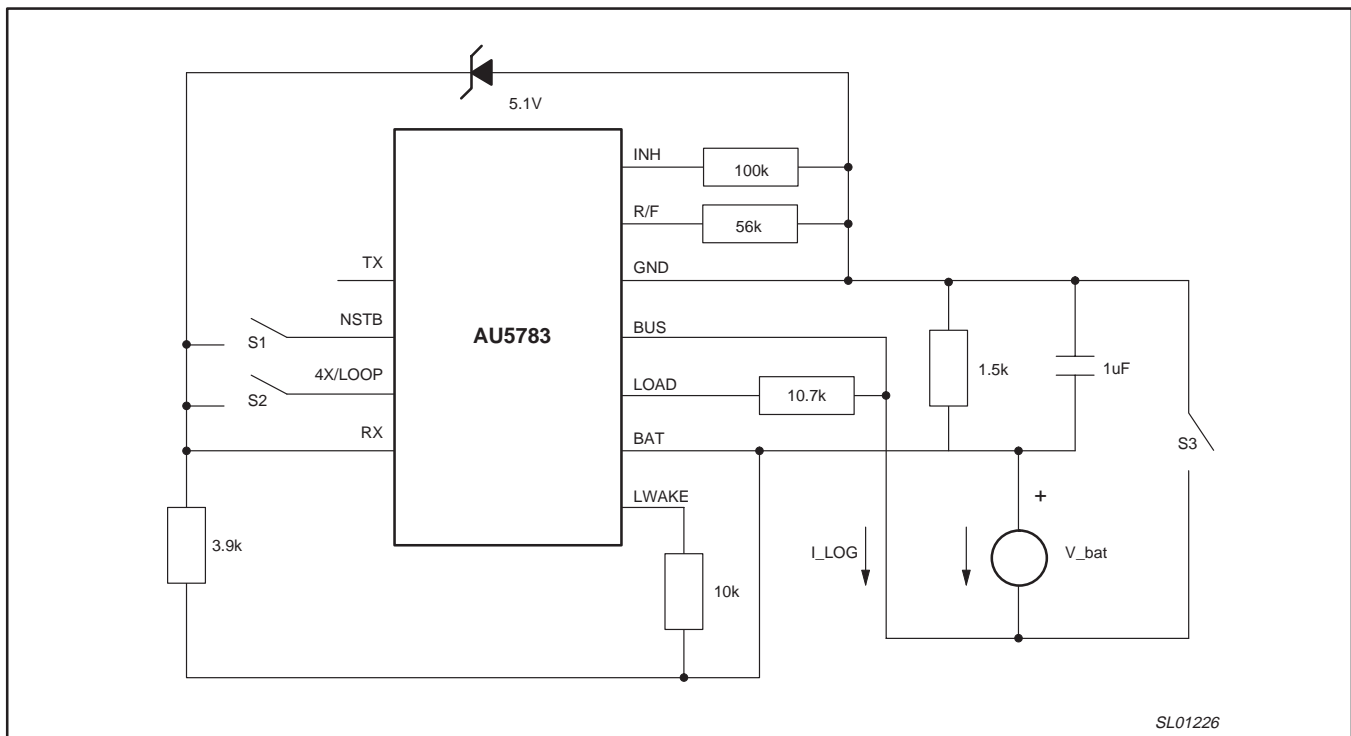 5.1V
INH
100k
R/F
56k
TX
GND
NSTB
S1
AU5783
BUS
4X/LOOP
S2
LOAD
10.7k
1.5k
1uF
RX
BAT
S3
LWAKE
+
3.9k
I_LOG
V_bat
10k
SL01226